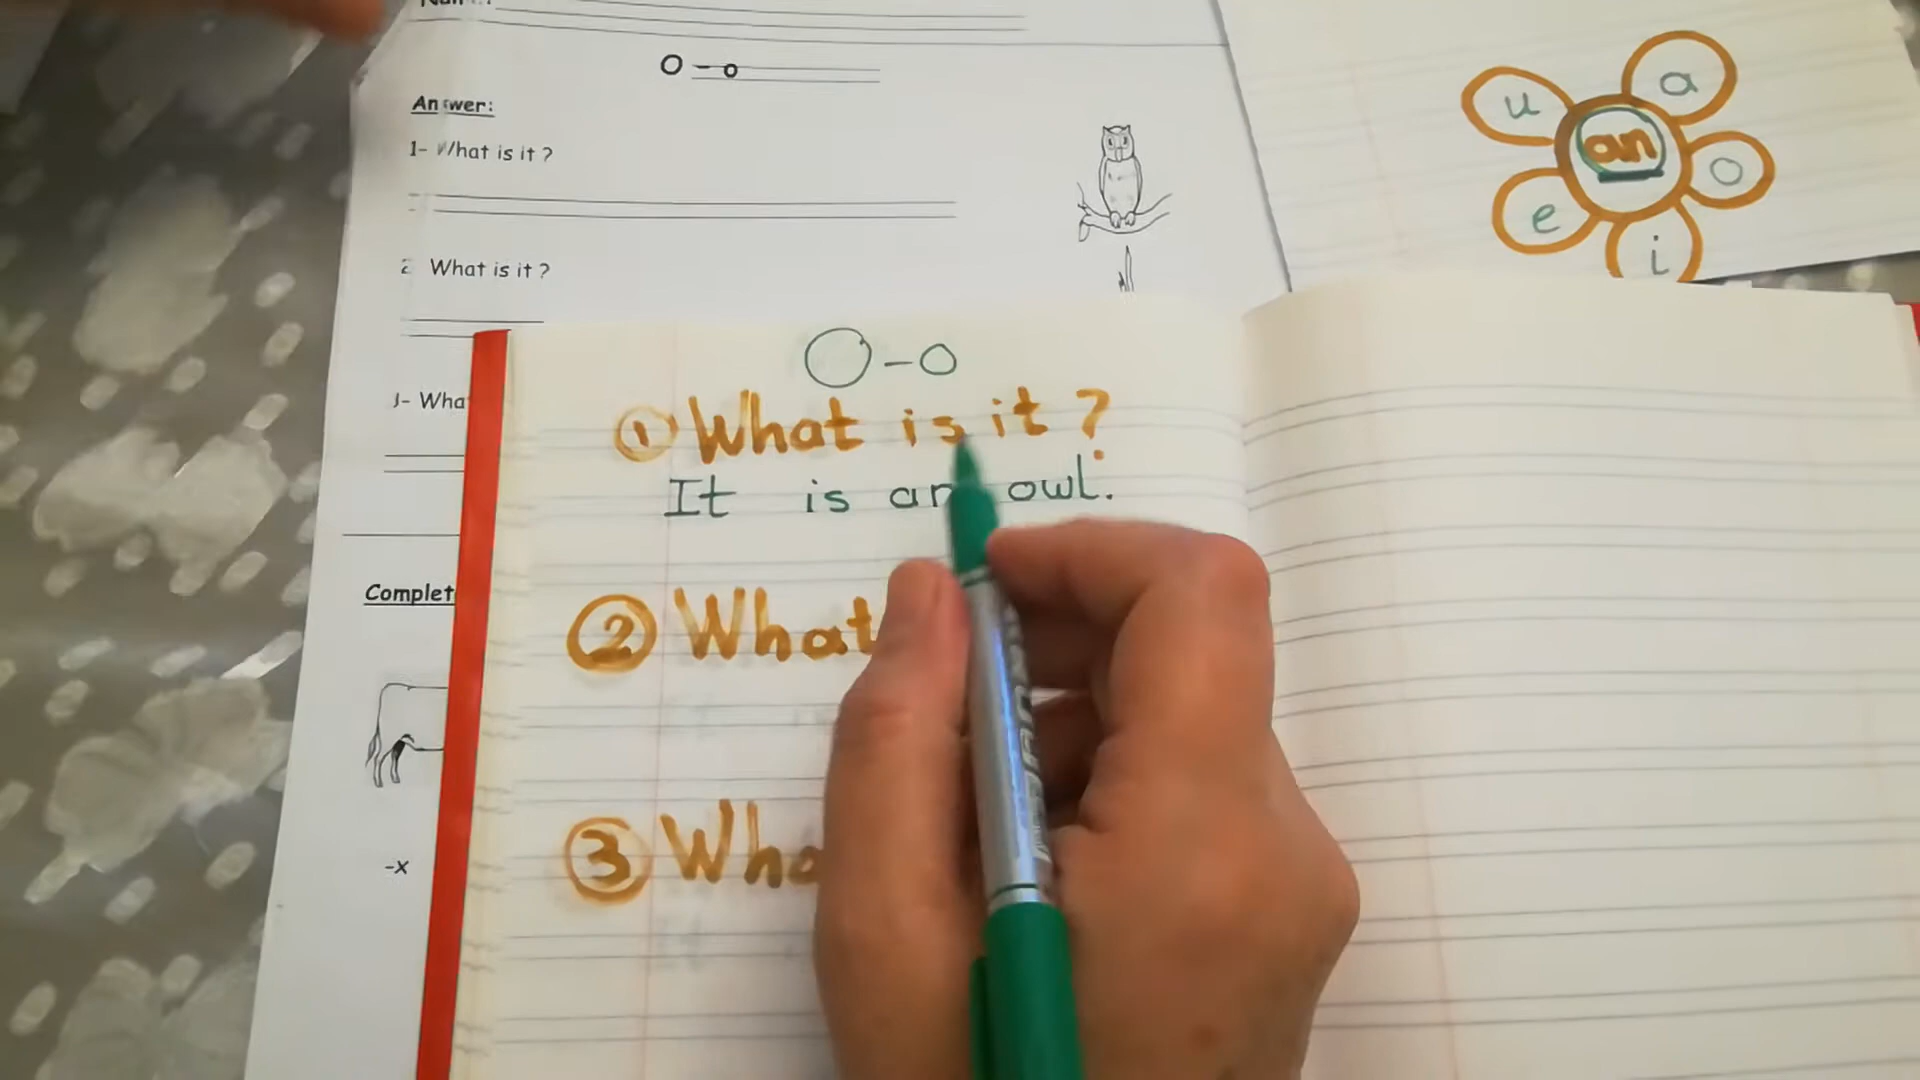 O - o
Answer:
1- What is it ?
2 What is it ?
- Wha
Complet
-x
u
a
an
o
e
i
O-o
① What is it ?
It is an owl.
② What
③ Wha